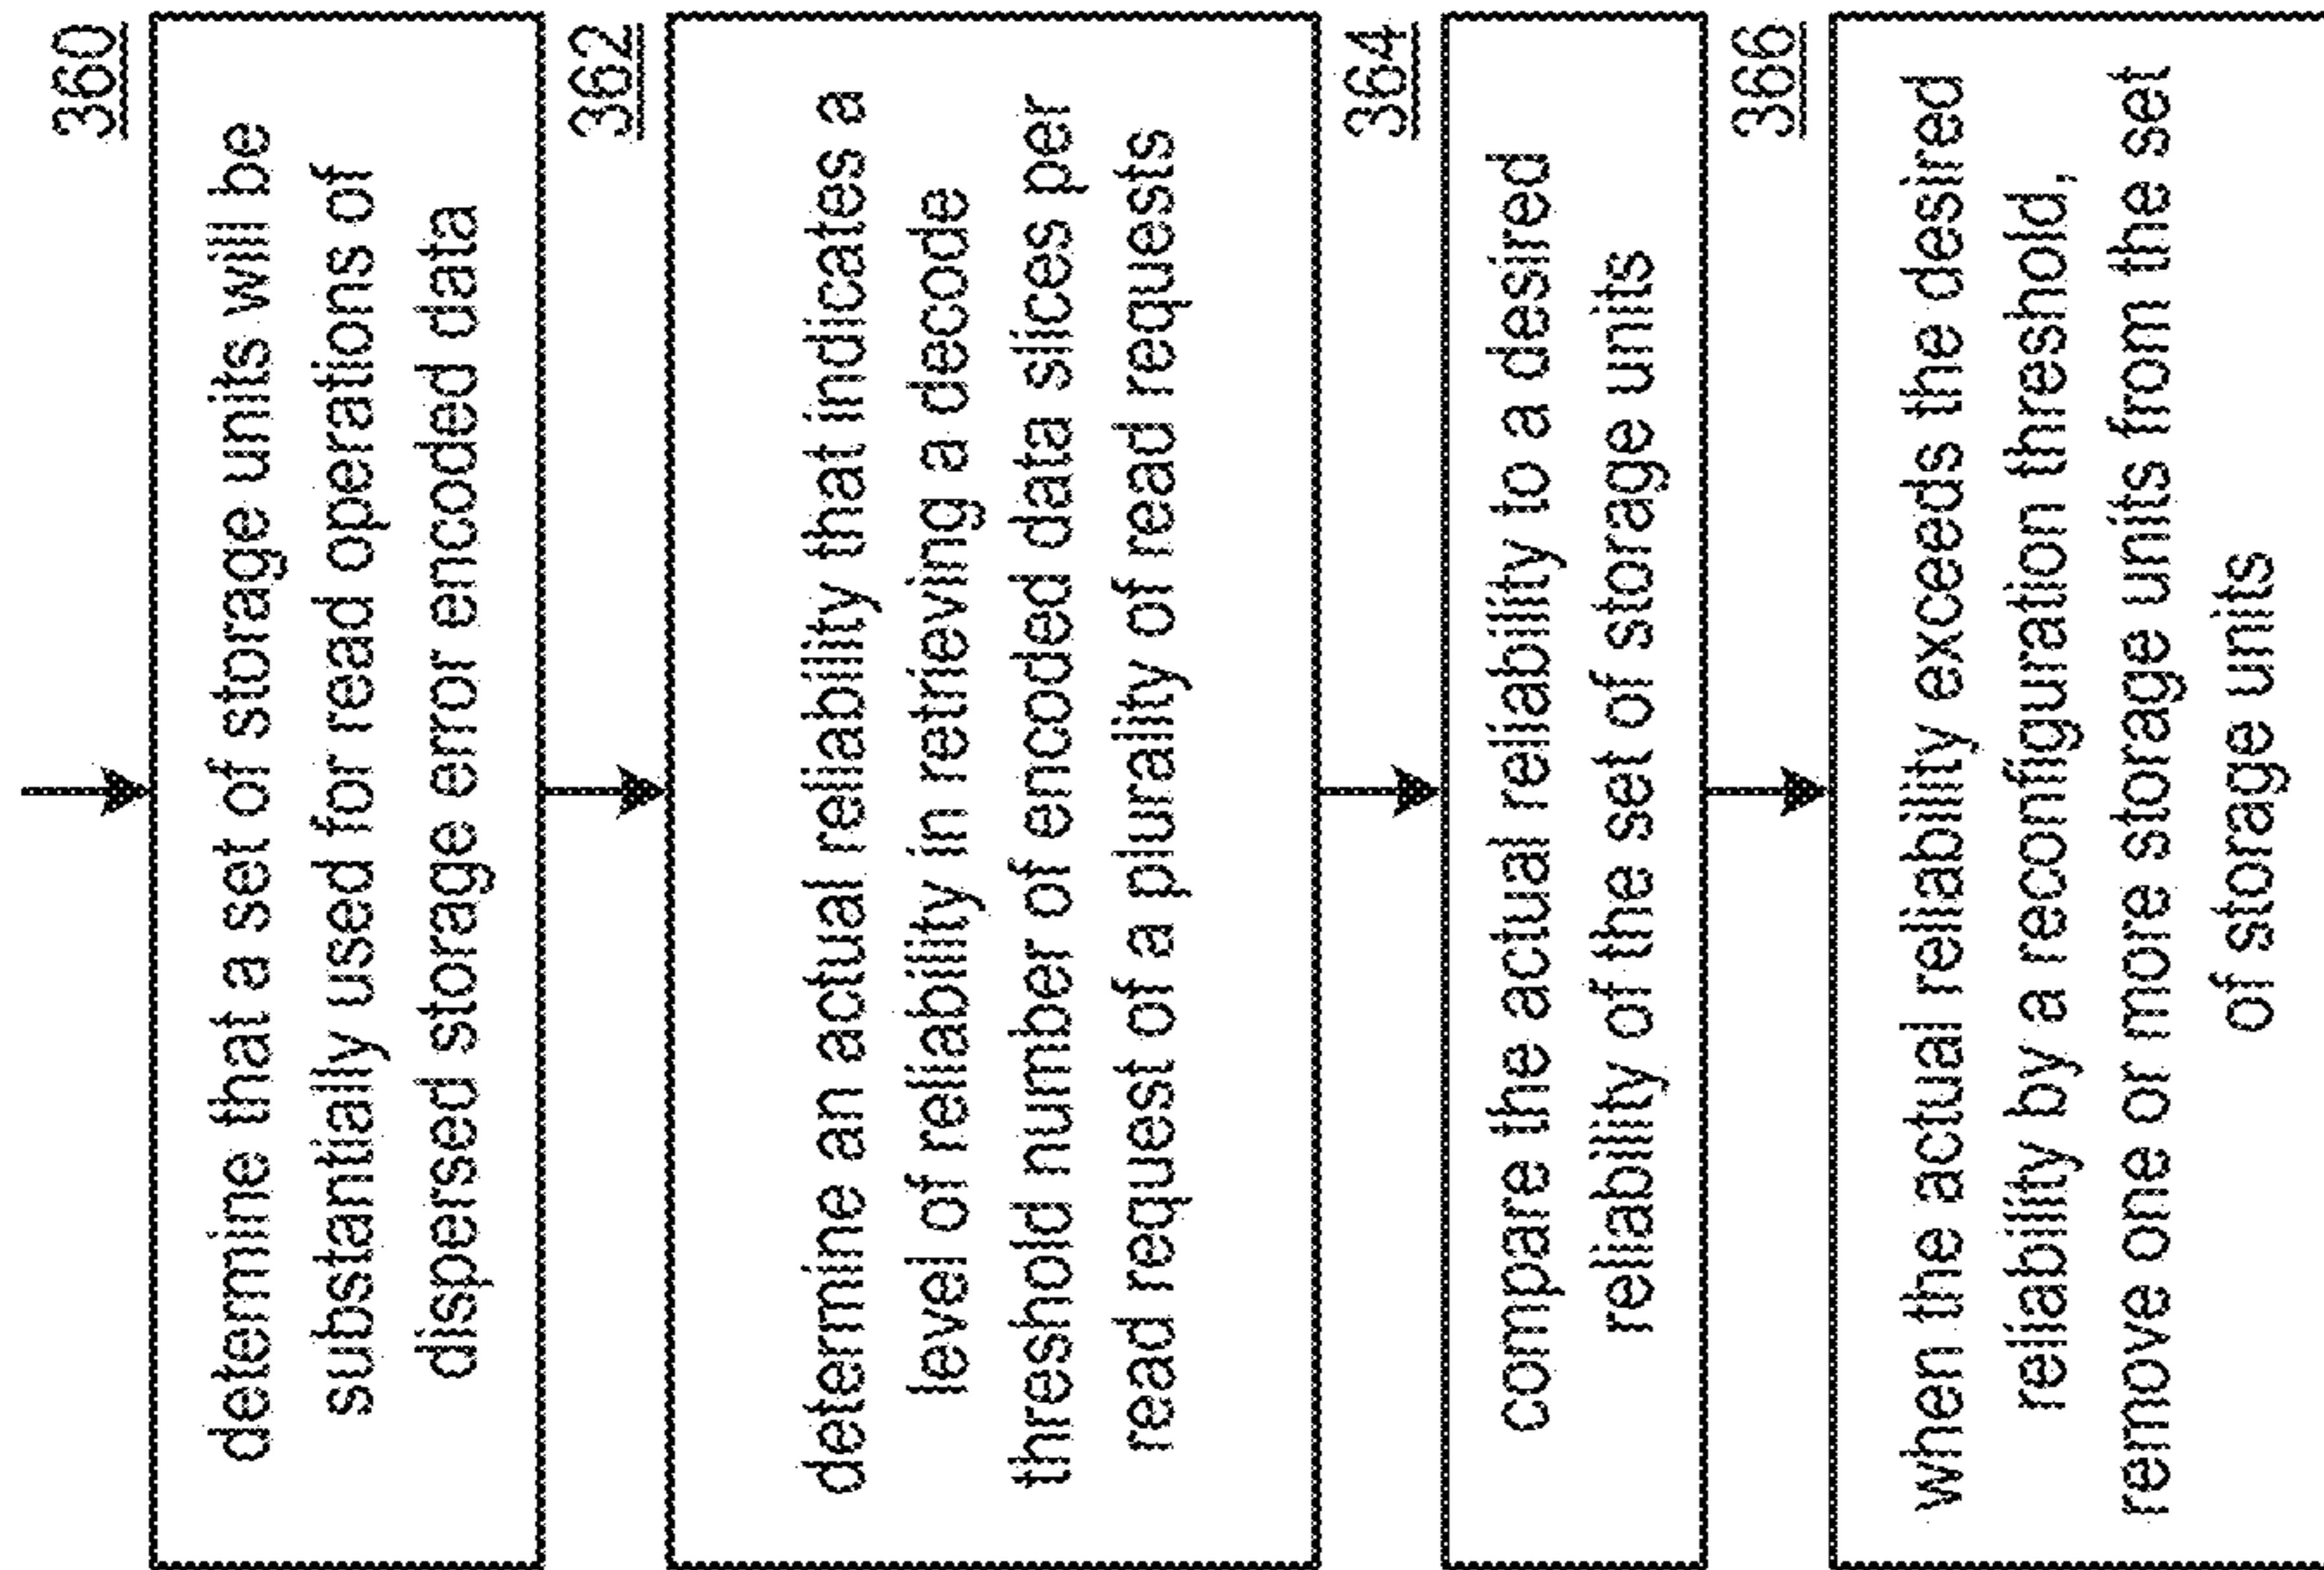 360
determine that a set of storage units will be
substantially used for read operations of
dispersed storage error encoded data
362
determine an actual reliability that indicates a
level of reliability in retrieving a decode
threshold number of encoded data slices per
read request of a plurality of read requests
364
compare the actual reliability to a desired
reliability of the set of storage units
366
when the actual reliability exceeds the desired
reliability by a reconfiguration threshold,
remove one or more storage units from the set
of storage units